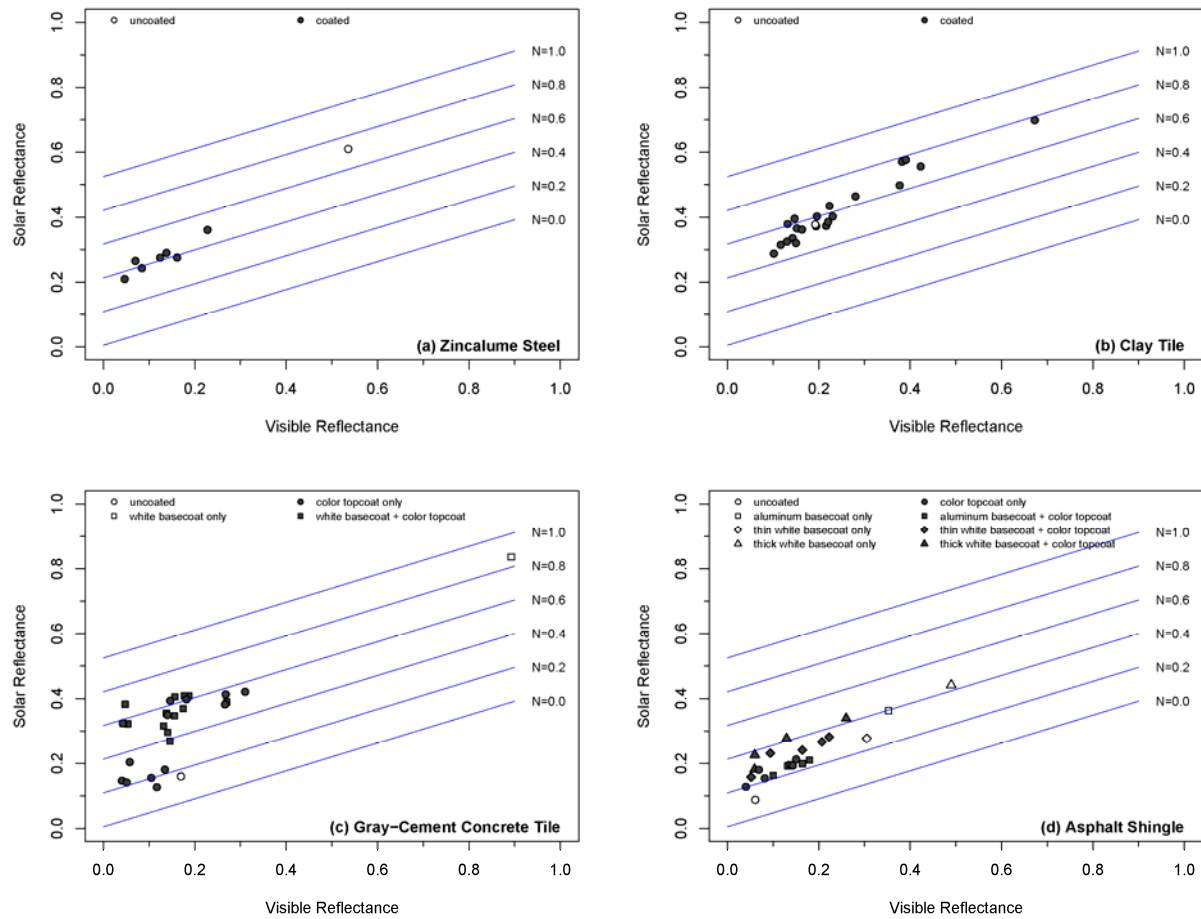 uncoated
coated
N=1.0
N=0.8
N=0.6
N=0.4
N=0.2
N=0.0
1.0
0.8
0.6
0.4
0.2
0.0
Solar Reflectance
(a) Zincalume Steel
0.0 0.2 0.4 0.6 0.8 1.0
Visible Reflectance
uncoated
coated
N=1.0
N=0.8
N=0.6
N=0.4
N=0.2
N=0.0
1.0
0.8
0.6
0.4
0.2
0.0
Solar Reflectance
(b) Clay Tile
0.0 0.2 0.4 0.6 0.8 1.0
Visible Reflectance
uncoated
white basecoat only
color topcoat only
white basecoat + color topcoat
N=1.0
N=0.8
N=0.6
N=0.4
N=0.2
N=0.0
1.0
0.8
0.6
0.4
0.2
0.0
Solar Reflectance
(c) Gray−Cement Concrete Tile
0.0 0.2 0.4 0.6 0.8 1.0
Visible Reflectance
uncoated
aluminum basecoat only
thin white basecoat only
thick white basecoat only
color topcoat only
aluminum basecoat + color topcoat
thin white basecoat + color topcoat
thick white basecoat + color topcoat
N=1.0
N=0.8
N=0.6
N=0.4
N=0.2
N=0.0
1.0
0.8
0.6
0.4
0.2
0.0
Solar Reflectance
(d) Asphalt Shingle
0.0 0.2 0.4 0.6 0.8 1.0
Visible Reflectance